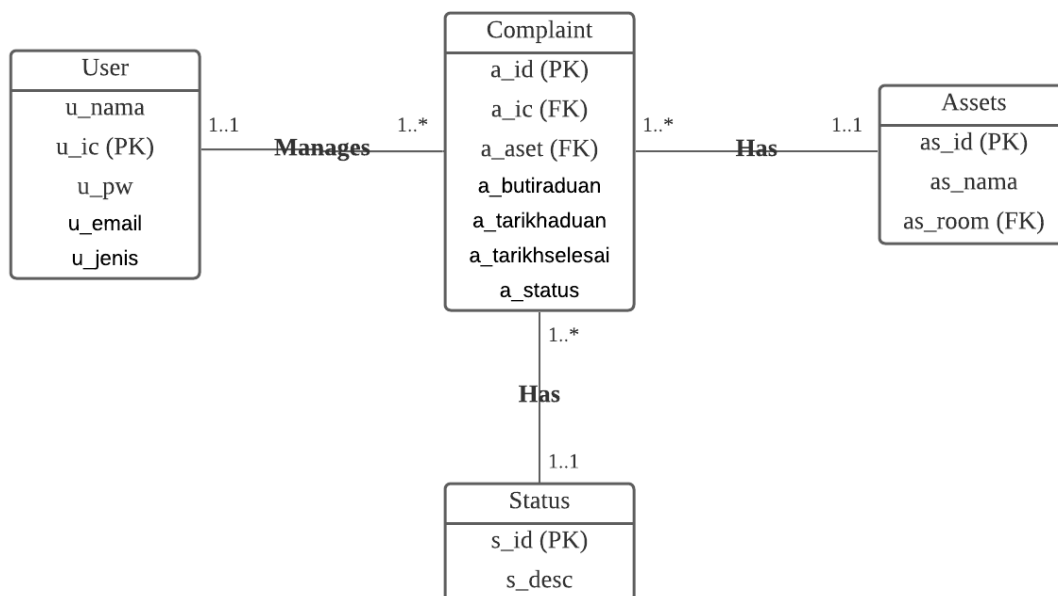 User
u_nama
u_ic (PK)
u_pw
u_email
u_jenis
1..1
Manages
1..*
Complaint
a_id (PK)
a_ic (FK)
a_aset (FK)
a_butiraduan
a_tarikhaduan
a_tarikhselesai
a_status
1..*
Has
1..1
Assets
as_id (PK)
as_nama
as_room (FK)
1..*
Has
1..1
Status
s_id (PK)
s_desc